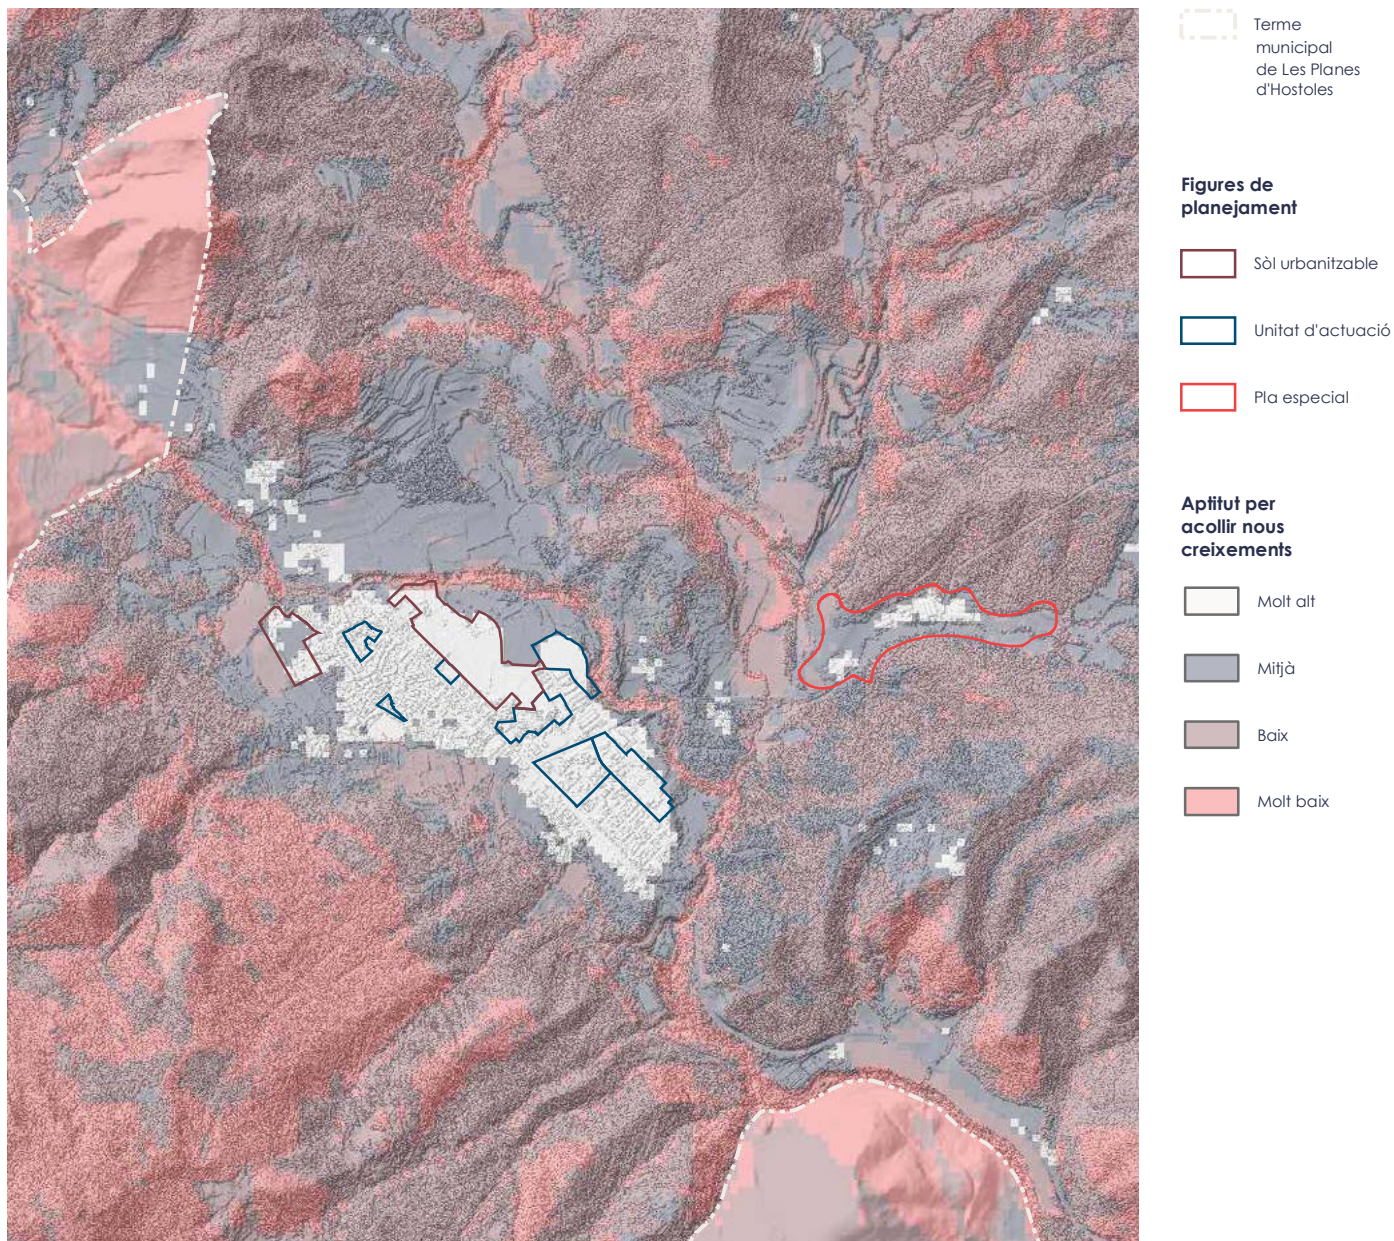 Terme
municipal
de Les Planes
d'Hostoles
Figures de
planejament
Sòl urbanitzable
Unitat d'actuació
Pla especial
Aptitut per
acollir nous
creixements
Molt alt
Mitjà
Baix
Molt baix